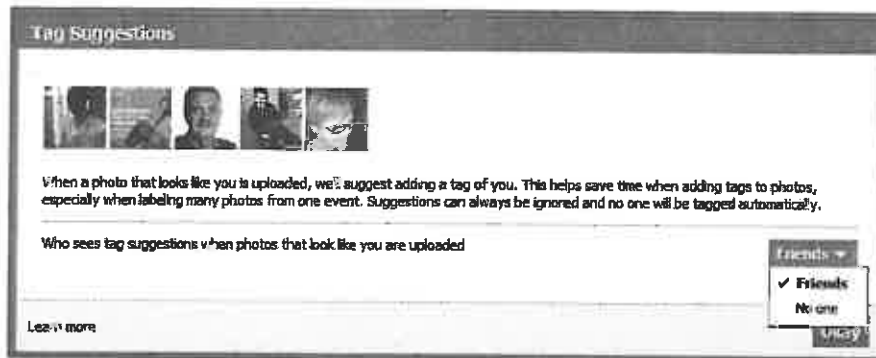 Tag Suggestions
When a photo that looks like you is uploaded, we'll suggest adding a tag of you. This helps save time when adding tags to photos,
especially when labeling many photos from one event. Suggestions can always be ignored and no one will be tagged automatically.
Who sees tag suggestions when photos that look like you are uploaded
Friends
✔ Friends
No one
Learn more
Okay